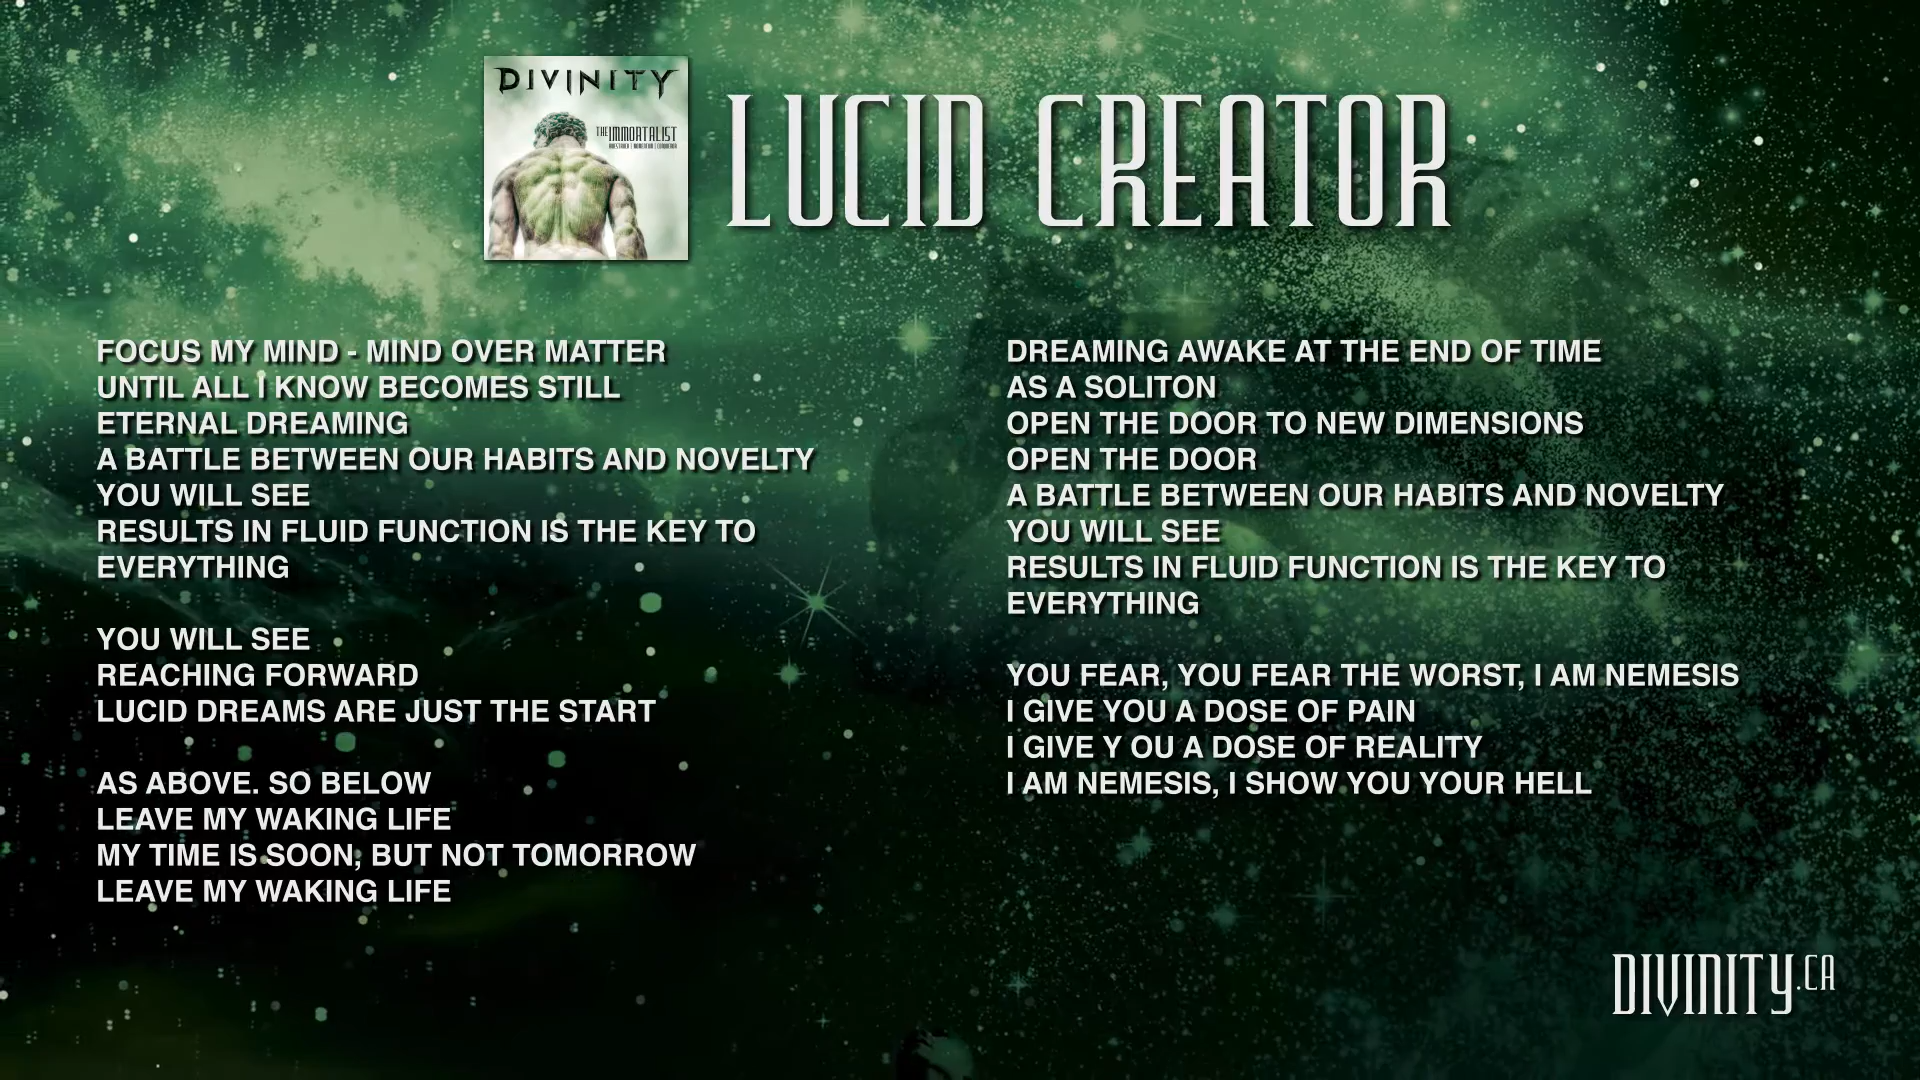 DIVINITY
THE IMMORTALIST
LUCID CREATOR
FOCUS MY MIND - MIND OVER MATTER
UNTIL ALL I KNOW BECOMES STILL
ETERNAL DREAMING
A BATTLE BETWEEN OUR HABITS AND NOVELTY
YOU WILL SEE
RESULTS IN FLUID FUNCTION IS THE KEY TO
EVERYTHING
YOU WILL SEE
REACHING FORWARD
LUCID DREAMS ARE JUST THE START
AS ABOVE. SO BELOW
LEAVE MY WAKING LIFE
MY TIME IS SOON, BUT NOT TOMORROW
LEAVE MY WAKING LIFE
DREAMING AWAKE AT THE END OF TIME
AS A SOLITON
OPEN THE DOOR TO NEW DIMENSIONS
OPEN THE DOOR
A BATTLE BETWEEN OUR HABITS AND NOVELTY
YOU WILL SEE
RESULTS IN FLUID FUNCTION IS THE KEY TO
EVERYTHING
YOU FEAR, YOU FEAR THE WORST, I AM NEMESIS
I GIVE YOU A DOSE OF PAIN
I GIVE Y OU A DOSE OF REALITY
I AM NEMESIS, I SHOW YOU YOUR HELL
DIVINITY.CA